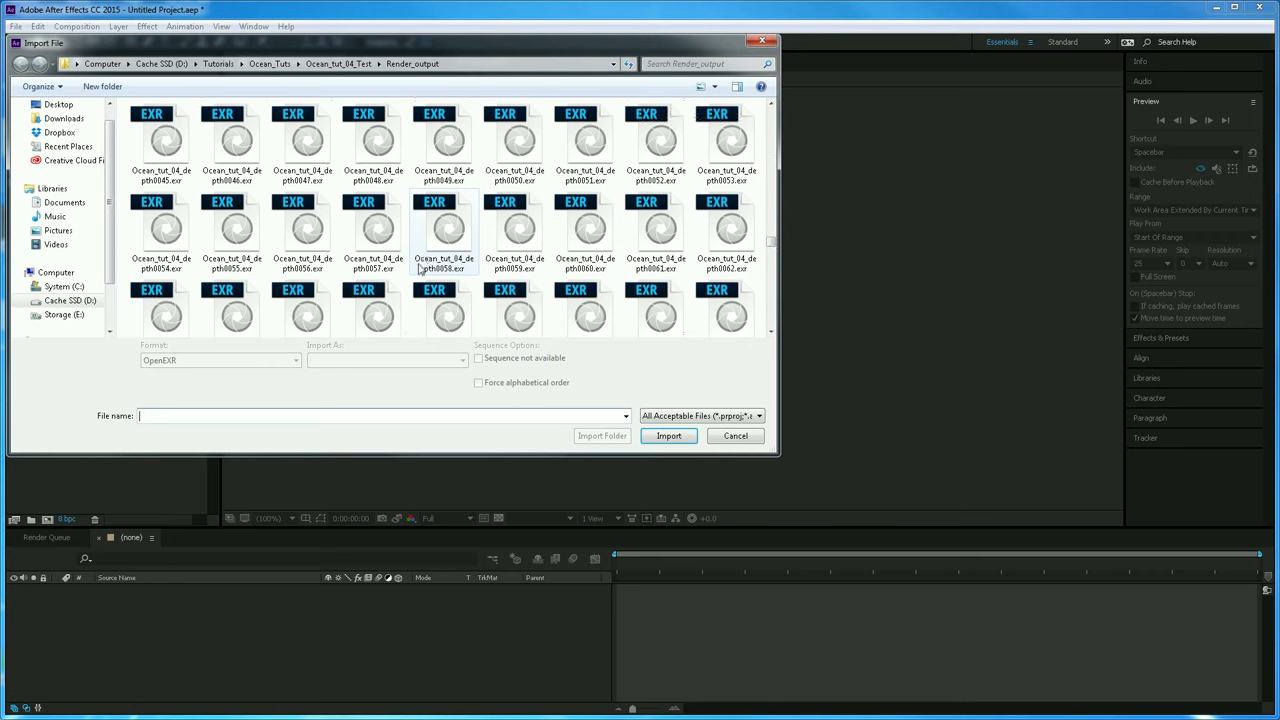 Adobe After Effects CC 2015 - Untitled Project.aep *
File Edit Composition Layer Effect Animation View Window Help
Import File
Essentials Standard Search Help
Computer Cache SSD (D:) Tutorials Ocean_Tuts Ocean_tut_04_Test Render_output Search Render_output
Organize New folder
Desktop
Downloads
Dropbox
Recent Places
Creative Cloud Fi
Libraries
Documents
Music
Pictures
Videos
Computer
System (C:)
Cache SSD (D:)
Storage (E:)
EXR EXR EXR EXR EXR EXR EXR EXR EXR
Ocean_tut_04_de Ocean_tut_04_de Ocean_tut_04_de Ocean_tut_04_de Ocean_tut_04_de Ocean_tut_04_de Ocean_tut_04_de Ocean_tut_04_de Ocean_tut_04_de
pth0045.exr pth0046.exr pth0047.exr pth0048.exr pth0049.exr pth0050.exr pth0051.exr pth0052.exr pth0053.exr
EXR EXR EXR EXR EXR EXR EXR EXR EXR
Ocean_tut_04_de Ocean_tut_04_de Ocean_tut_04_de Ocean_tut_04_de Ocean_tut_04_de Ocean_tut_04_de Ocean_tut_04_de Ocean_tut_04_de Ocean_tut_04_de
pth0054.exr pth0055.exr pth0056.exr pth0057.exr pth0058.exr pth0059.exr pth0060.exr pth0061.exr pth0062.exr
EXR EXR EXR EXR EXR EXR EXR EXR EXR
Format: Import As: Sequence Options:
OpenEXR Sequence not available
Force alphabetical order
File name: All Acceptable Files (*.prproj;*.a
Import Folder Import Cancel
Info
Audio
Preview
Shortcut
Spacebar
Include:
Cache Before Playback
Range
Work Area Extended By Current Ti
Play From
Start Of Range
Frame Rate Skip Resolution
25 0 Auto
Full Screen
On (Spacebar) Stop:
If caching, play cached frames
Move time to preview time
Effects & Presets
Align
Libraries
Character
Paragraph
Tracker
8 bpc (100%) 0:00:00:00 Full 1 View +0.0
Render Queue × (none)
# Source Name Mode T TrkMat Parent